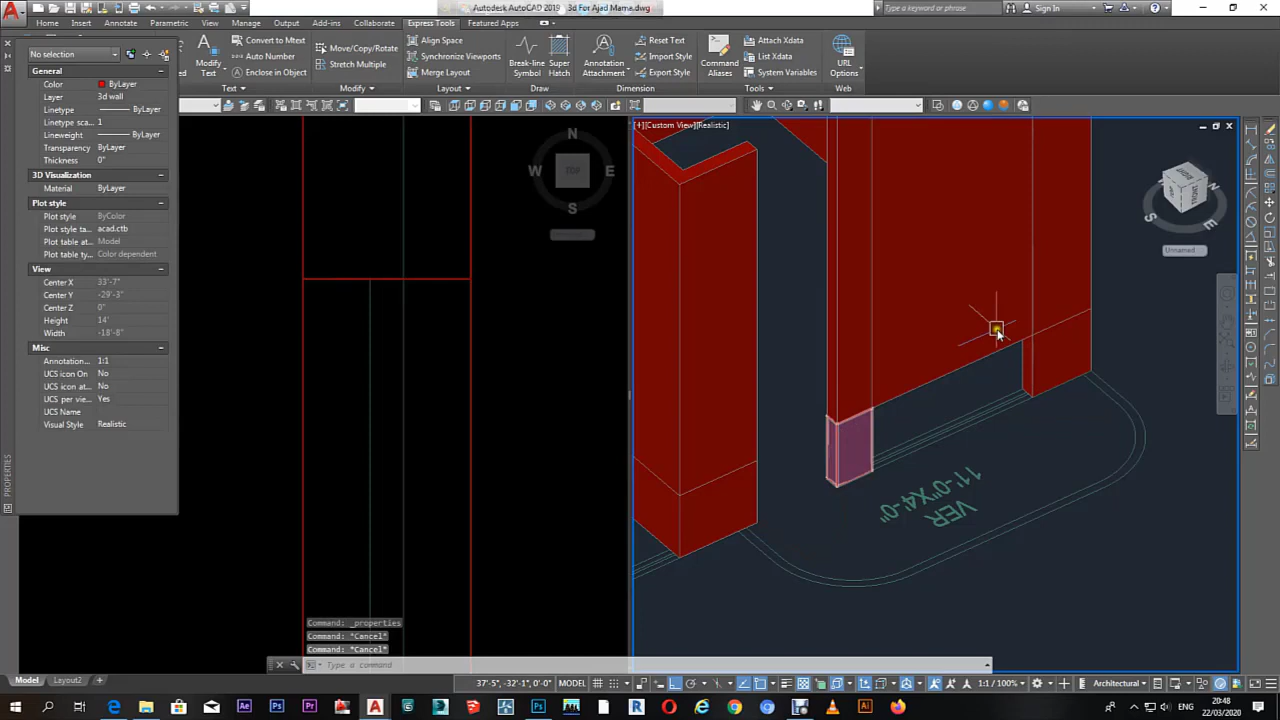 Autodesk AutoCAD 2019
3d For Ajad Mama.dwg
Type a keyword or phrase
Sign In
Home
Insert
Annotate
Parametric
View
Manage
Output
Add-ins
Collaborate
Express Tools
Featured Apps
No selection
Modify Text
Convert to Mtext
Auto Number
Enclose in Object
Move/Copy/Rotate
Stretch Multiple
Align Space
Synchronize Viewports
Merge Layout
Break-line Symbol
Super Hatch
Annotation Attachment
Reset Text
Import Style
Export Style
Command Aliases
Attach Xdata
List Xdata
System Variables
URL Options
Text
Modify
Layout
Draw
Dimension
Tools
Web
General
Color ByLayer
Layer 3d wall
Linetype ByLayer
Linetype sca... 1
Lineweight ByLayer
Transparency ByLayer
Thickness 0"
3D Visualization
Material ByLayer
Plot style
Plot style ByColor
Plot style ta... acad.ctb
Plot table at... Model
Plot table ty... Color dependent
View
Center X 33'-7"
Center Y -29'-3"
Center Z 0"
Height 14'
Width -18'-8"
Misc
Annotation... 1:1
UCS icon On No
UCS icon at... No
UCS per vie... Yes
UCS Name
Visual Style Realistic
PROPERTIES
N
W
TOP
E
S
[+][Custom View][Realistic]
N
S
E
Unnamed
VER
11'-0"X4'-0"
Command: _properties
Command: *Cancel*
Command: *Cancel*
Type a command
Model
Layout2
37'-5", -32'-1", 0'-0"
MODEL
1:1 / 100%
Architectural
ENG
20:48
22/03/2020